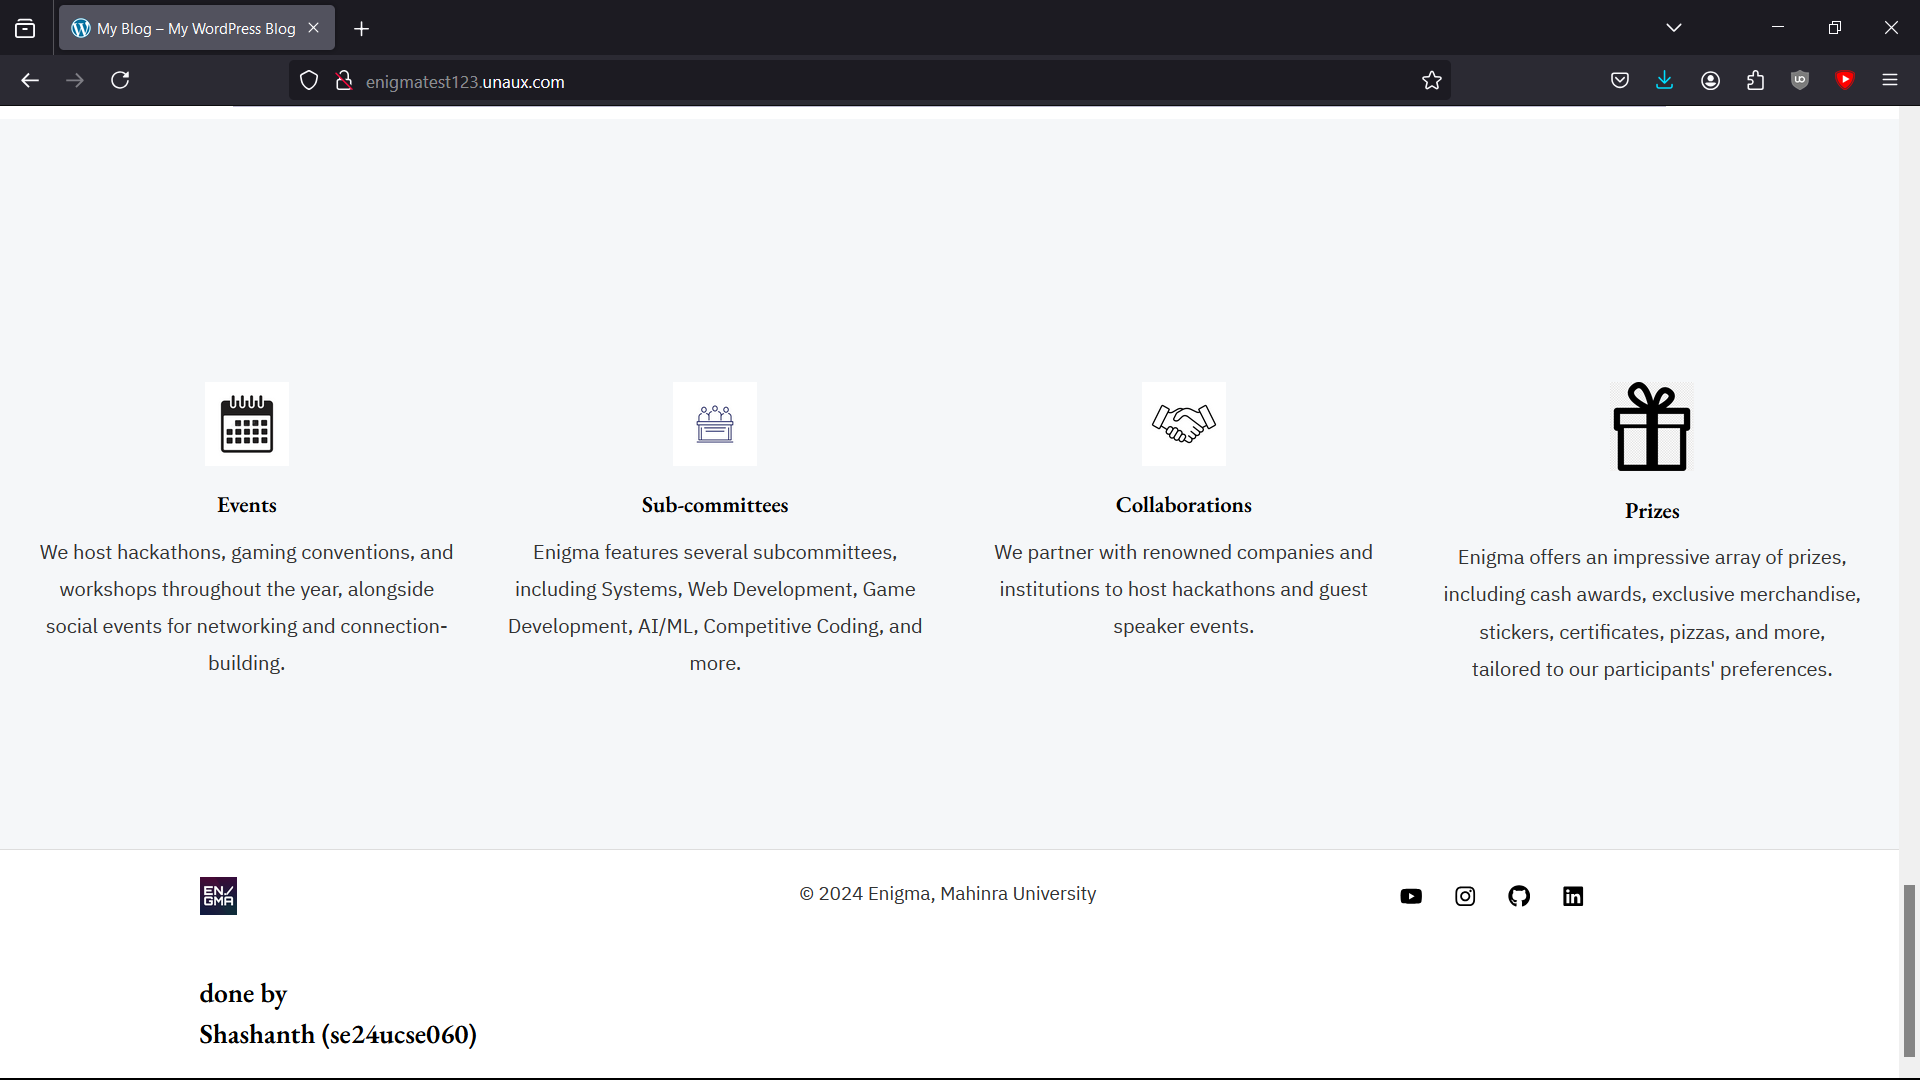 My Blog – My WordPress Blog
enigmatest123.unaux.com
Events
We host hackathons, gaming conventions, and
workshops throughout the year, alongside
social events for networking and connection-
building.
Sub-committees
Enigma features several subcommittees,
including Systems, Web Development, Game
Development, AI/ML, Competitive Coding, and
more.
Collaborations
We partner with renowned companies and
institutions to host hackathons and guest
speaker events.
Prizes
Enigma offers an impressive array of prizes,
including cash awards, exclusive merchandise,
stickers, certificates, pizzas, and more,
tailored to our participants' preferences.
EN/
GMA
© 2024 Enigma, Mahinra University
done by
Shashanth (se24ucse060)